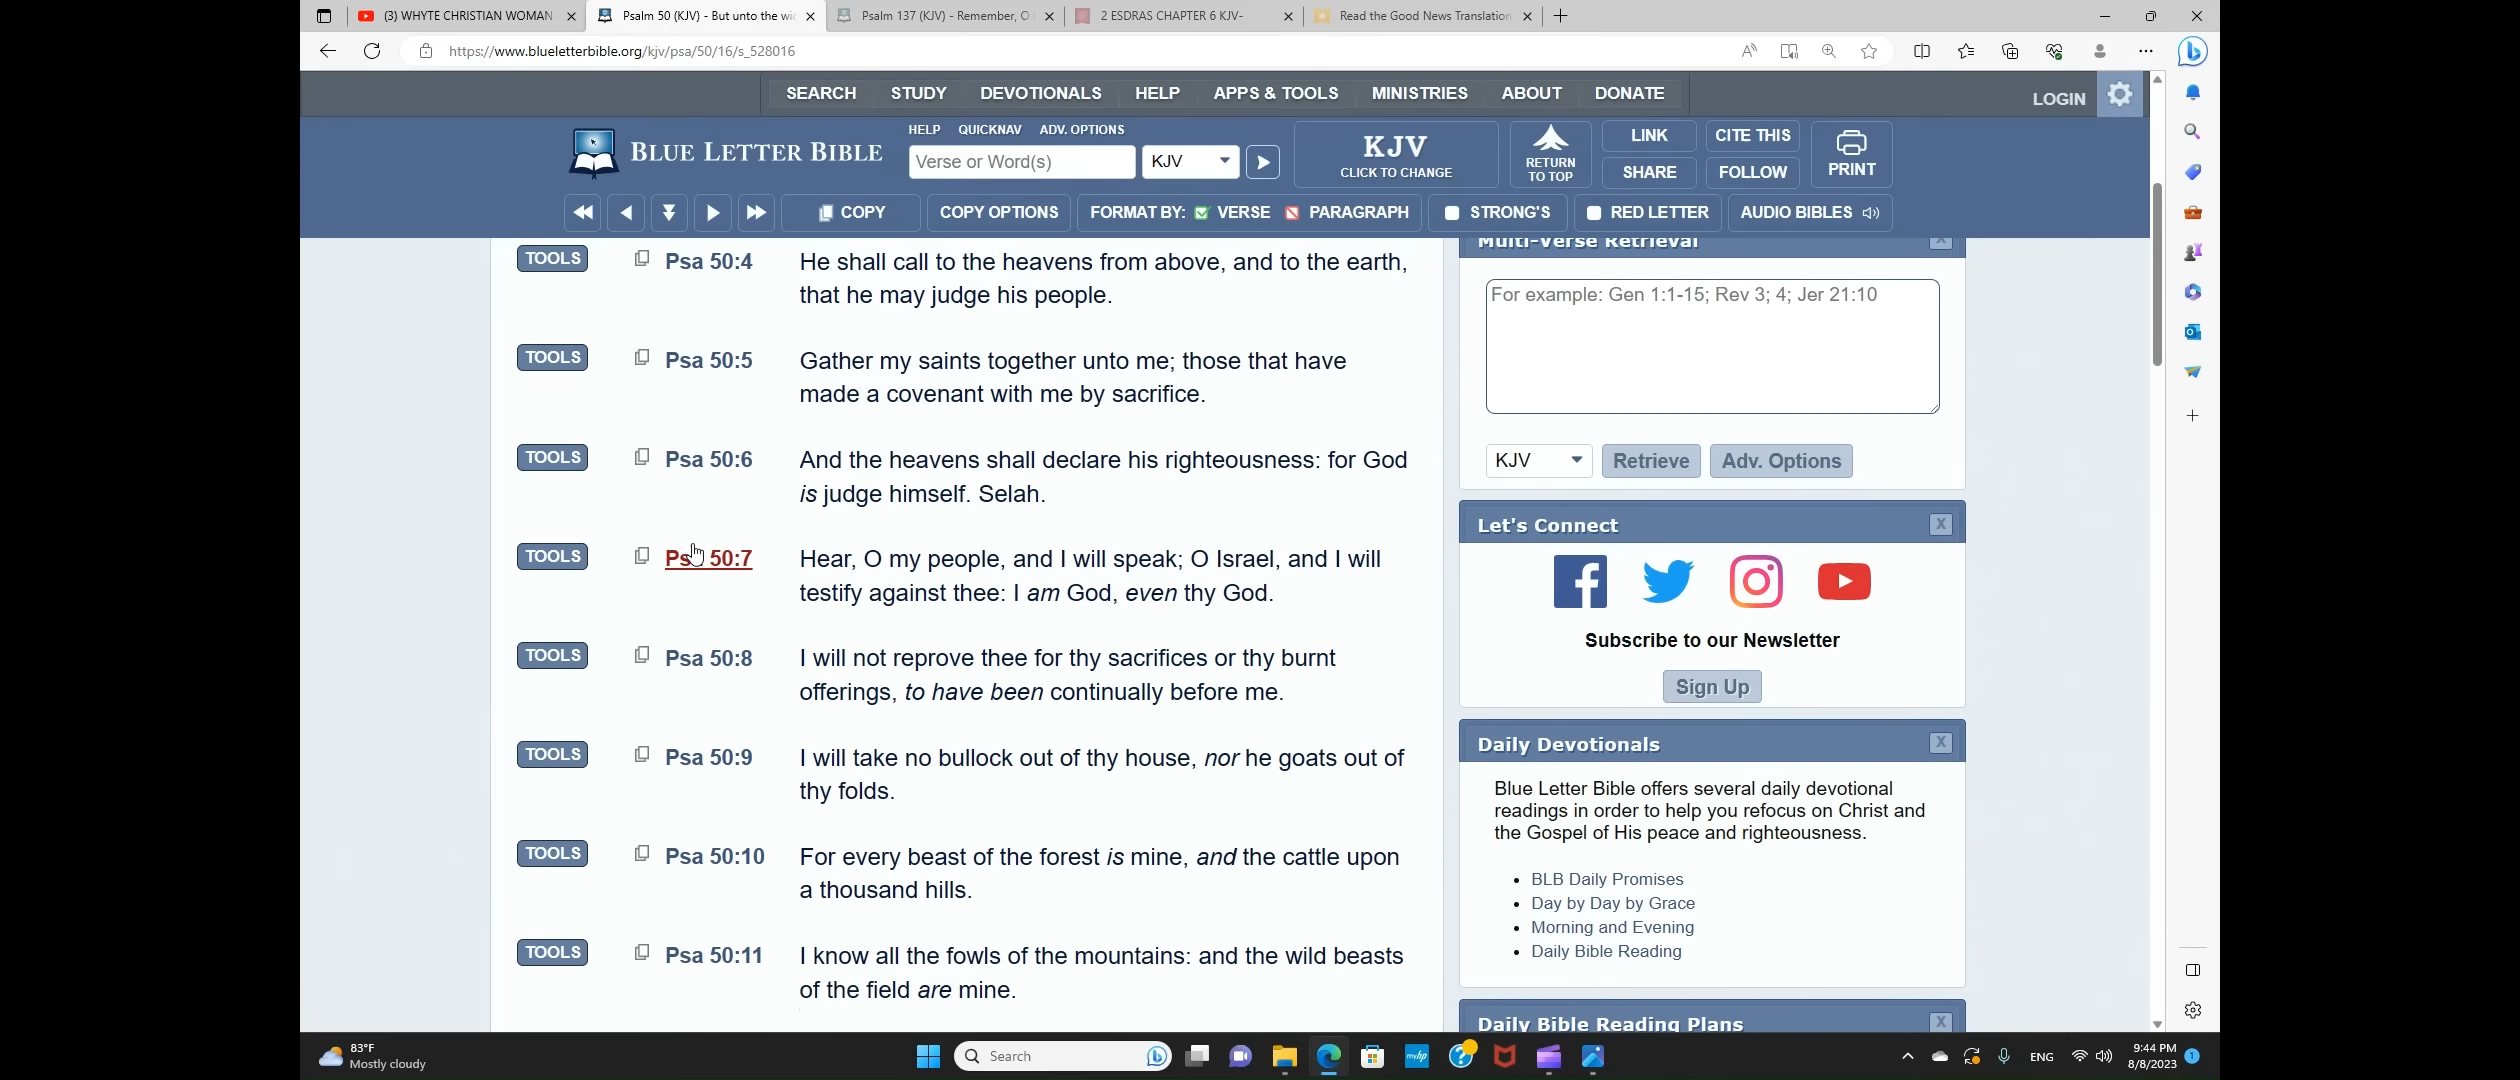 (3) WHYTE CHRISTIAN WOMAN
Psalm 50 (KJV) - But unto the wic
Psalm 137 (KJV) - Remember, O
2 ESDRAS CHAPTER 6 KJV-
Read the Good News Translation
https://www.blueletterbible.org/kjv/psa/50/16/s_528016
SEARCH STUDY DEVOTIONALS HELP APPS & TOOLS MINISTRIES ABOUT DONATE
LOGIN
BLUE LETTER BIBLE
HELP QUICKNAV ADV. OPTIONS
Verse or Word(s)
KJV
KJV
CLICK TO CHANGE
RETURN
TO TOP
LINK
CITE THIS
SHARE
FOLLOW
PRINT
COPY
COPY OPTIONS
FORMAT BY: VERSE PARAGRAPH
STRONG'S
RED LETTER
AUDIO BIBLES
TOOLS Psa 50:4 He shall call to the heavens from above, and to the earth,
that he may judge his people.
TOOLS Psa 50:5 Gather my saints together unto me; those that have
made a covenant with me by sacrifice.
TOOLS Psa 50:6 And the heavens shall declare his righteousness: for God
is judge himself. Selah.
TOOLS Psa 50:7 Hear, O my people, and I will speak; O Israel, and I will
testify against thee: I am God, even thy God.
TOOLS Psa 50:8 I will not reprove thee for thy sacrifices or thy burnt
offerings, to have been continually before me.
TOOLS Psa 50:9 I will take no bullock out of thy house, nor he goats out of
thy folds.
TOOLS Psa 50:10 For every beast of the forest is mine, and the cattle upon
a thousand hills.
TOOLS Psa 50:11 I know all the fowls of the mountains: and the wild beasts
of the field are mine.
Multi-Verse Retrieval
X
For example: Gen 1:1-15; Rev 3; 4; Jer 21:10
KJV
Retrieve
Adv. Options
Let's Connect
X
Subscribe to our Newsletter
Sign Up
Daily Devotionals
X
Blue Letter Bible offers several daily devotional
readings in order to help you refocus on Christ and
the Gospel of His peace and righteousness.
BLB Daily Promises
Day by Day by Grace
Morning and Evening
Daily Bible Reading
Daily Bible Reading Plans
X
83°F
Mostly cloudy
Search
myhp
ENG
9:44 PM
8/8/2023
1